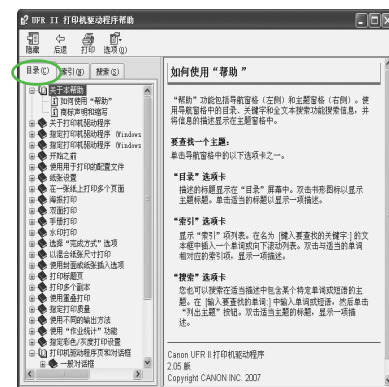 UFR II 打印机驱动程序帮助
隐藏 后退 打印 选项(O)
目录(C) 索引(N) 搜索(S)
关于本帮助
如何使用“帮助”
商标声明和缩写
关于打印机驱动程序
指定打印机驱动程序 (Windows
指定打印机驱动程序 (Windows
开始之前
使用用于打印的配置文件
纸张设置
在一张纸上打印多个页面
海报打印
双面打印
手册打印
水印打印
选择“完成方式”选项
以混合纸张尺寸打印
使用封面或纸张插入选项
打印标题页
打印多个副本
使用重叠打印
指定打印质量
使用不同的输出方法
使用“作业统计”功能
指定彩色/灰度打印设置
打印机驱动程序页和对话框
一般对话框
如何使用“帮助”
“帮助”功能包括导航窗格（左侧）和主题窗格（右侧）。使
用导航窗格中的目录、关键字和全文本搜索功能搜索信息，并
将信息的描述显示在主题窗格中。
要查找一个主题:
单击导航窗格中的以下选项卡之一。
“目录”选项卡
描述的标题显示在“目录”屏幕中。双击书形图标以显示
主题标题。单击适当的标题以显示一项描述。
“索引”选项卡
显示“索引”项列表。在名为 [键入要查找的关键字:] 的文
本框中插入一个单词或向下滚动列表。双击与适当的单词
相对应的索引项，显示一项描述。
“搜索”选项卡
您也可以搜索在适当描述中包含某个特定单词或短语的主
题。在 [输入要查找的单词:] 中输入单词或短语，然后单击
“列出主题”按钮。双击适当主题的标题，显示一项描
述。
Canon UFR II 打印机驱动程序
2.05 版
Copyright CANON INC. 2007